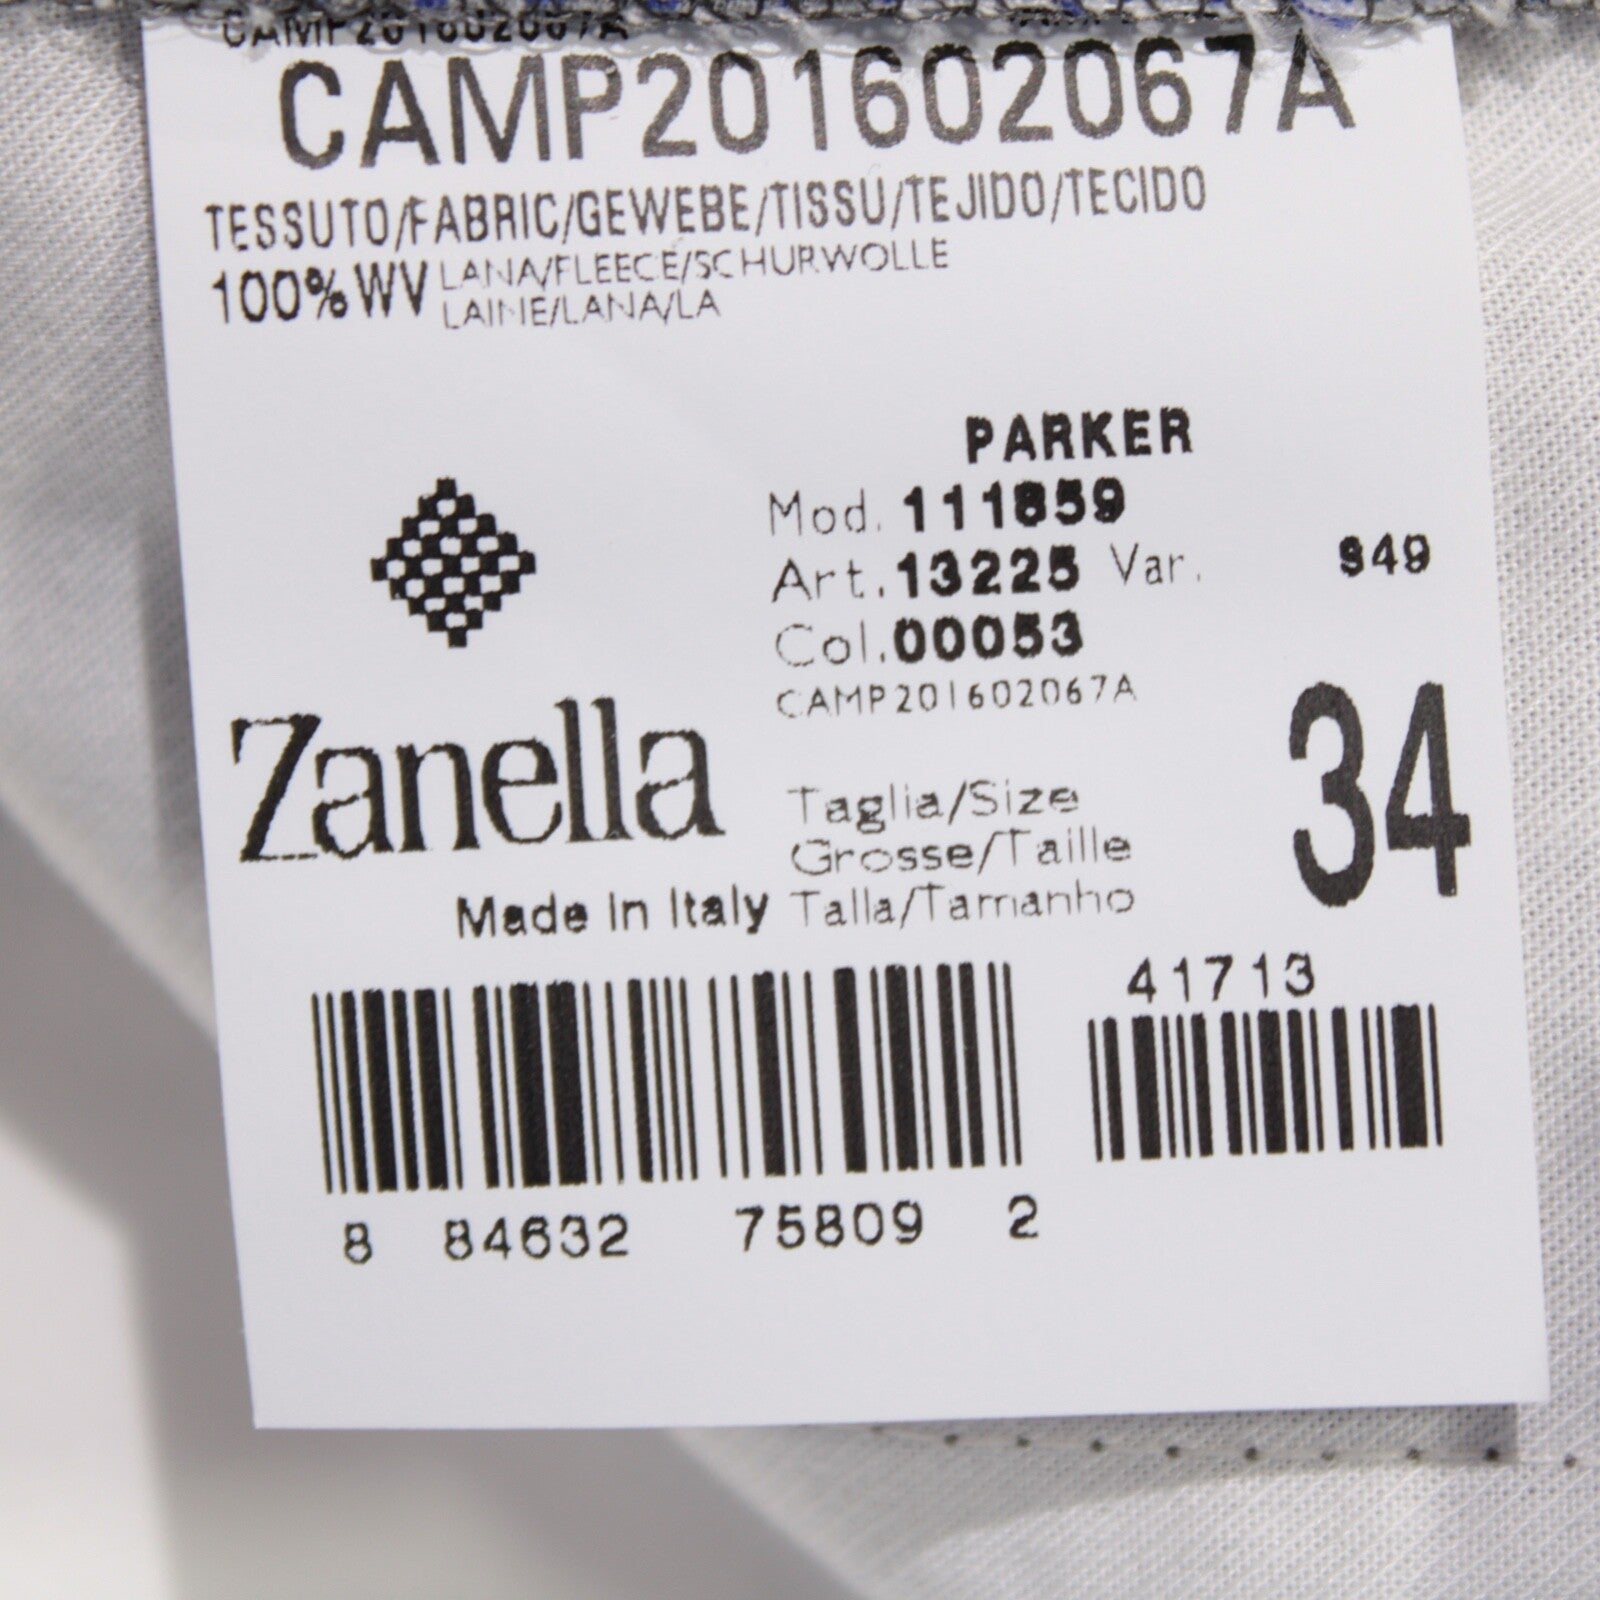 CAMP201602067A
CAMP201602067A
TESSUTO/FABRIC/GEWEBE/TISSU/TEJIDO/TECIDO
100% WV LANA/FLEECE/SCHURWOLLE
LAINE/LANA/LA
PARKER
Mod. 111859
Art. 13225 Var. S49
Col. 00053
CAMP201602067A
Zanella
Made In Italy
Taglia/Size
Grosse/Taille
Talla/Tamanho
34
41713
8 84632 75809 2